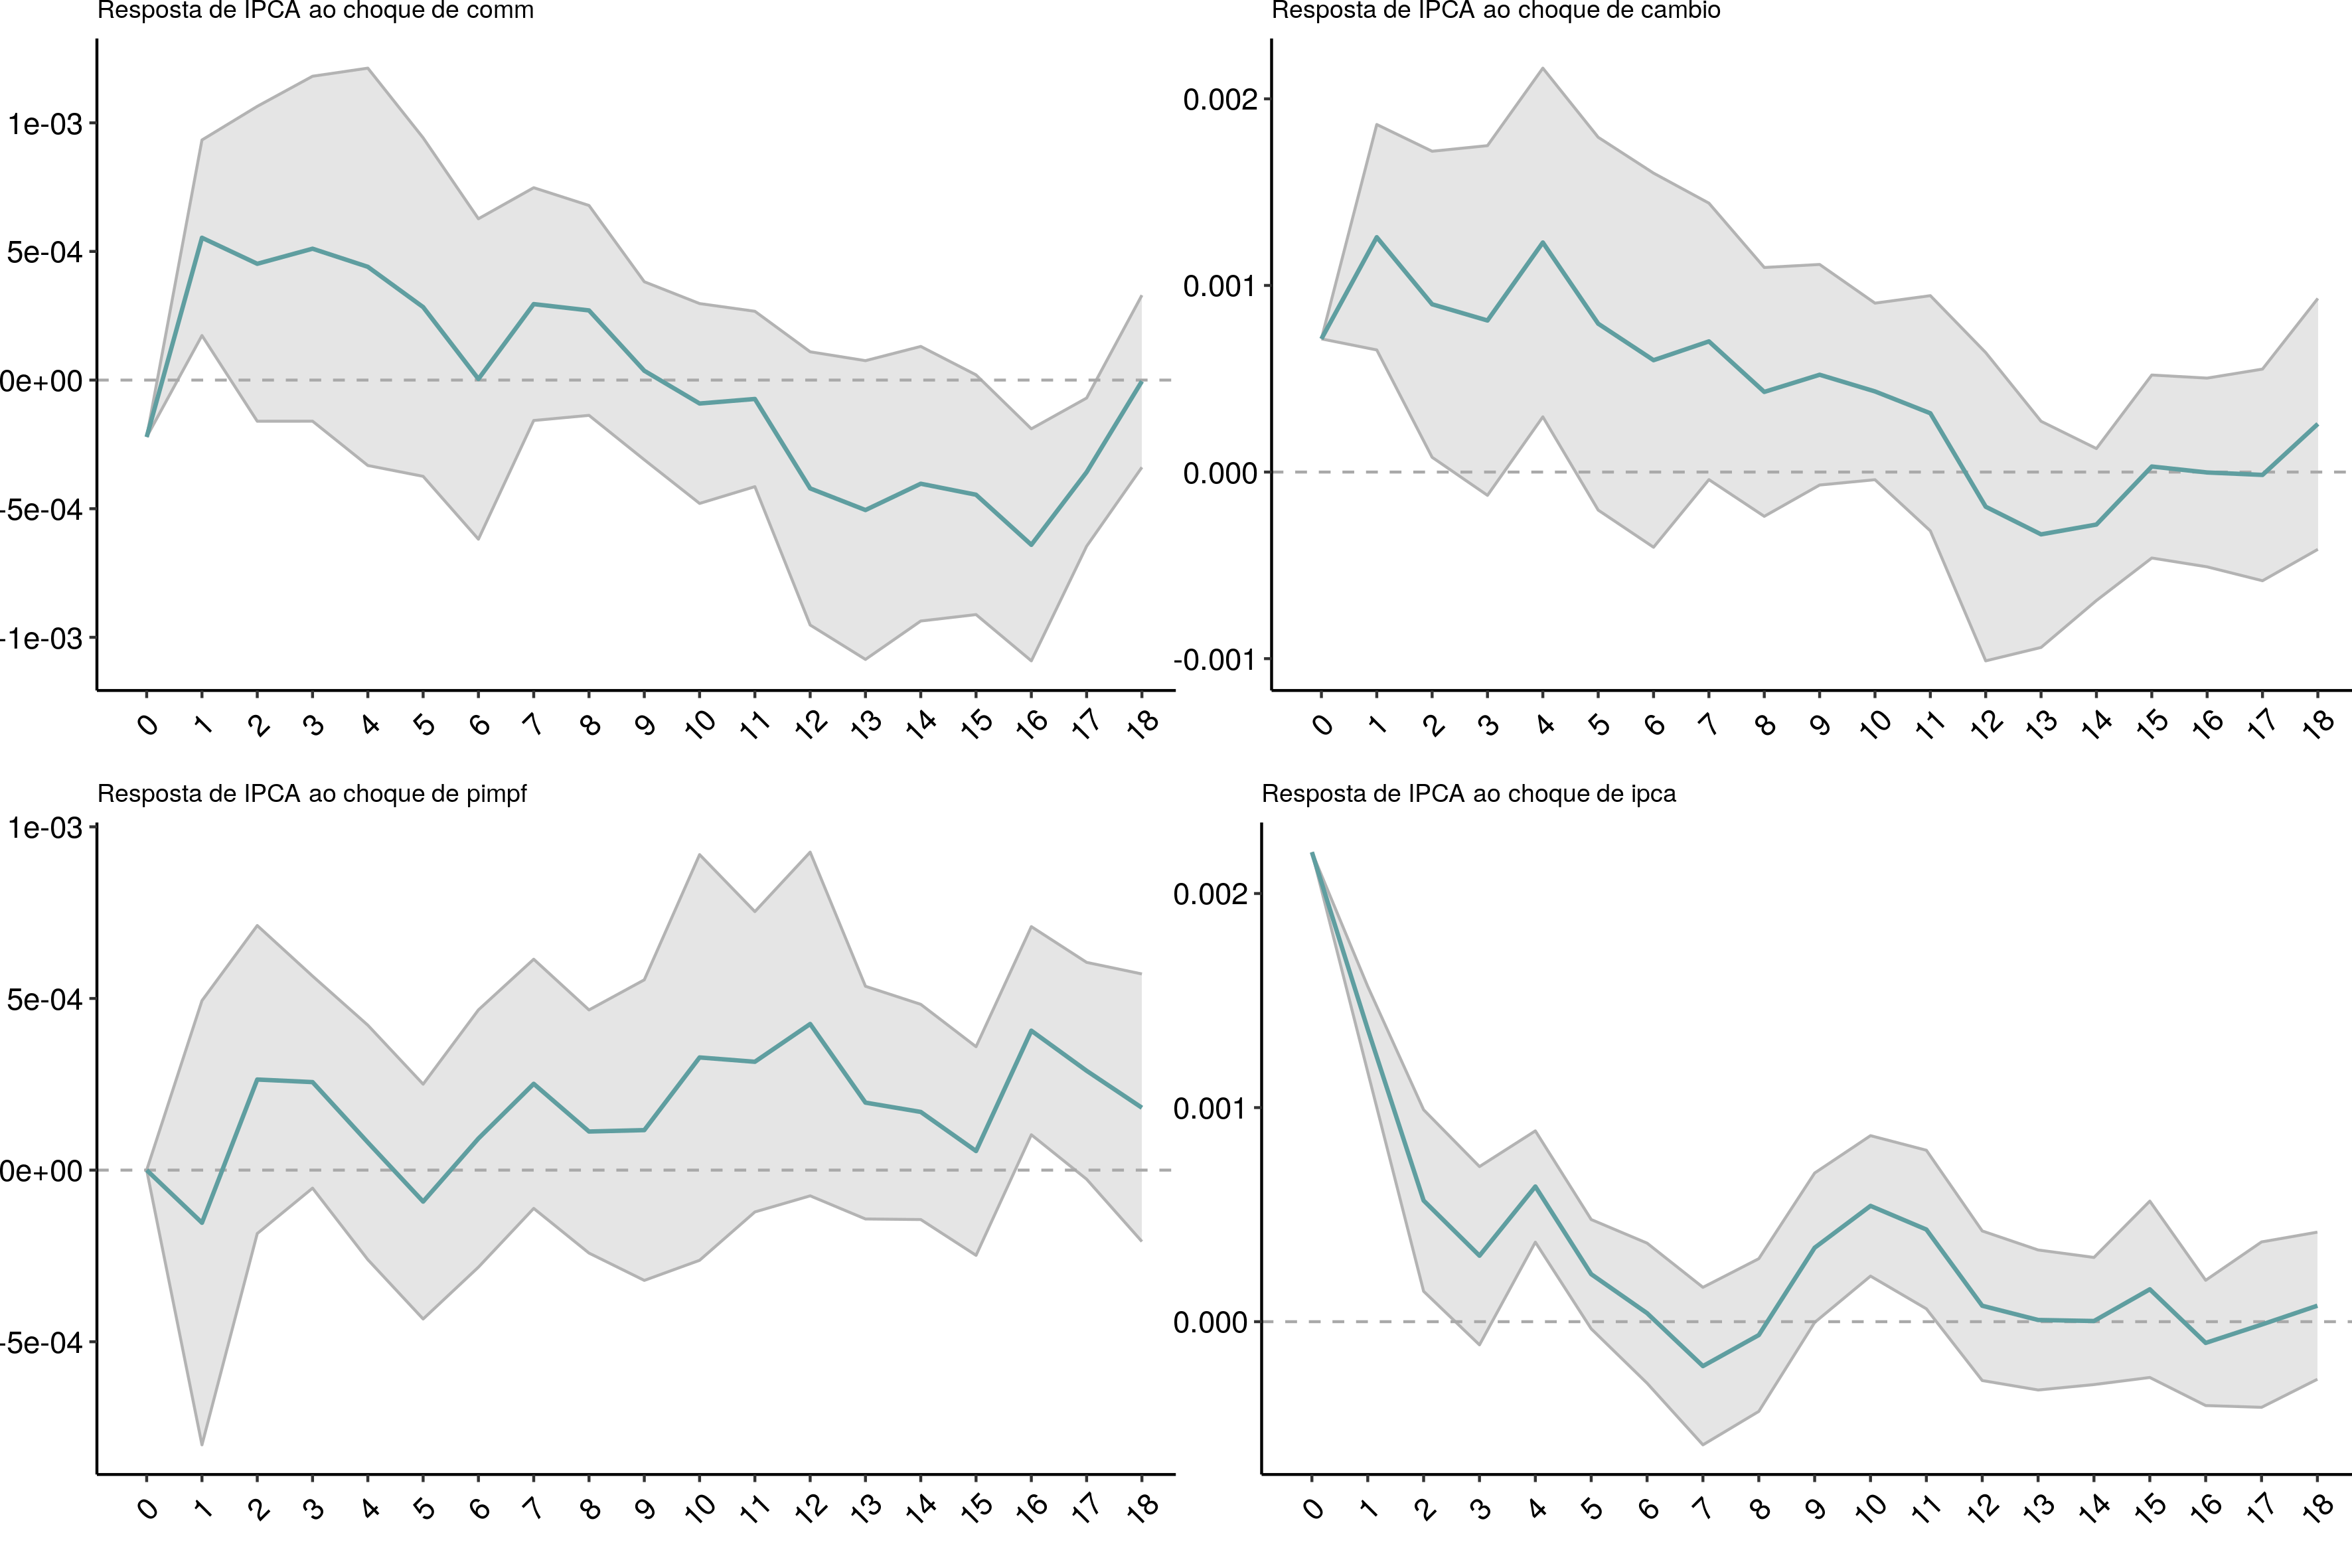 Resposta de IPCA ao choque de comm
1e-03
5e-04
0e+00
-5e-04
-1e-03
0 1 2 3 4 5 6 7 8 9 10 11 12 13 14 15 16 17 18
Resposta de IPCA ao choque de cambio
0.002
0.001
0.000
-0.001
0 1 2 3 4 5 6 7 8 9 10 11 12 13 14 15 16 17 18
Resposta de IPCA ao choque de pimpf
1e-03
5e-04
0e+00
-5e-04
0 1 2 3 4 5 6 7 8 9 10 11 12 13 14 15 16 17 18
Resposta de IPCA ao choque de ipca
0.002
0.001
0.000
0 1 2 3 4 5 6 7 8 9 10 11 12 13 14 15 16 17 18